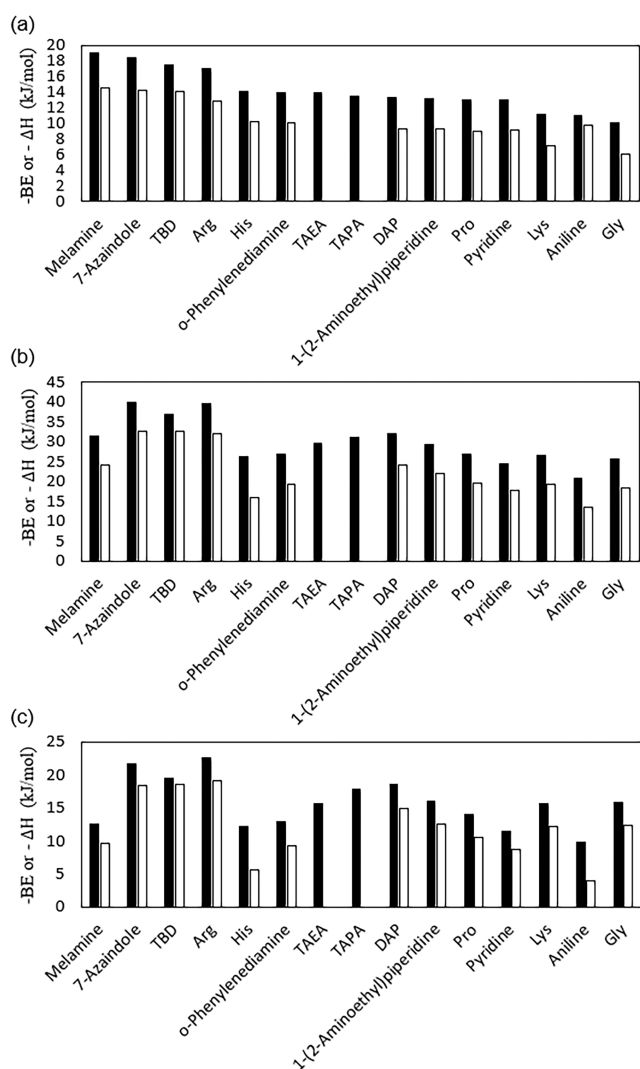 (a)
-BE or - ΔH (kJ/mol)
20
18
16
14
12
10
8
6
4
2
0
Melamine
7-Azaindole
TBD
Arg
His
o-Phenylenediamine
TAEA
TAPA
DAP
1-(2-Aminoethyl)piperidine
Pro
Pyridine
Lys
Aniline
Gly
(b)
-BE or - ΔH (kJ/mol)
45
40
35
30
25
20
15
10
5
0
Melamine
7-Azaindole
TBD
Arg
His
o-Phenylenediamine
TAEA
TAPA
DAP
1-(2-Aminoethyl)piperidine
Pro
Pyridine
Lys
Aniline
Gly
(c)
-BE or - ΔH (kJ/mol)
25
20
15
10
5
0
Melamine
7-Azaindole
TBD
Arg
His
o-Phenylenediamine
TAEA
TAPA
DAP
1-(2-Aminoethyl)piperidine
Pro
Pyridine
Lys
Aniline
Gly